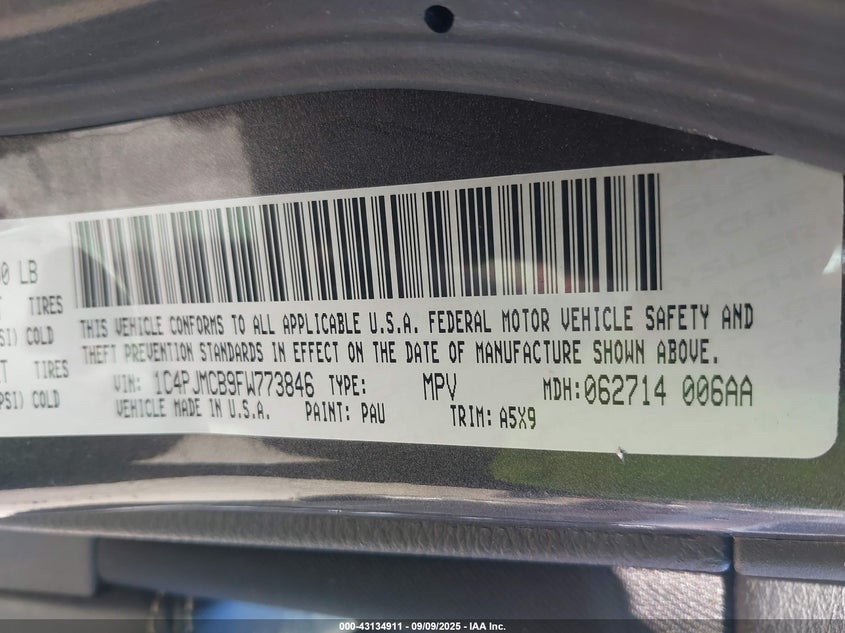 0 LB
TIRES
SI) COLD
T TIRES
PSI) COLD
THIS VEHICLE CONFORMS TO ALL APPLICABLE U.S.A. FEDERAL MOTOR VEHICLE SAFETY AND
THEFT PREVENTION STANDARDS IN EFFECT ON THE DATE OF MANUFACTURE SHOWN ABOVE.
VIN: 1C4PJMCB9FW773846 TYPE: MPV MDH:062714 006AA
VEHICLE MADE IN U.S.A. PAINT: PAU TRIM: A5X9
000-43134911 - 09/09/2025 - IAA Inc.